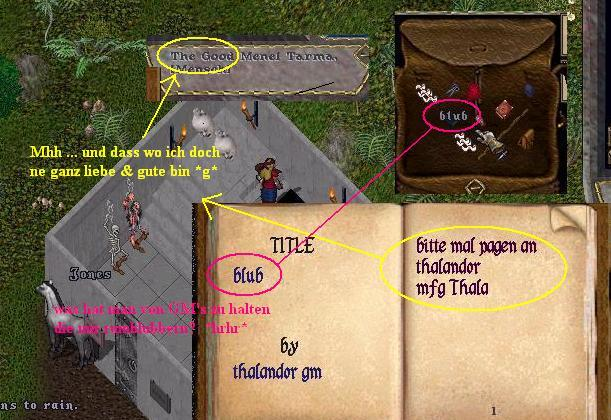 The Good Menel Tarma,
[Mensch]
blub
Mhh ... und dass wo ich doch
ne ganz liebe & gute bin *g*
Jones
was hat man von GM's zu halten
die nur rumblubbern? *hrhr*
TITLE
blub
by
thalandor gm
bitte mal pagen an
thalandor
mfg Thala
1
ns to rain.